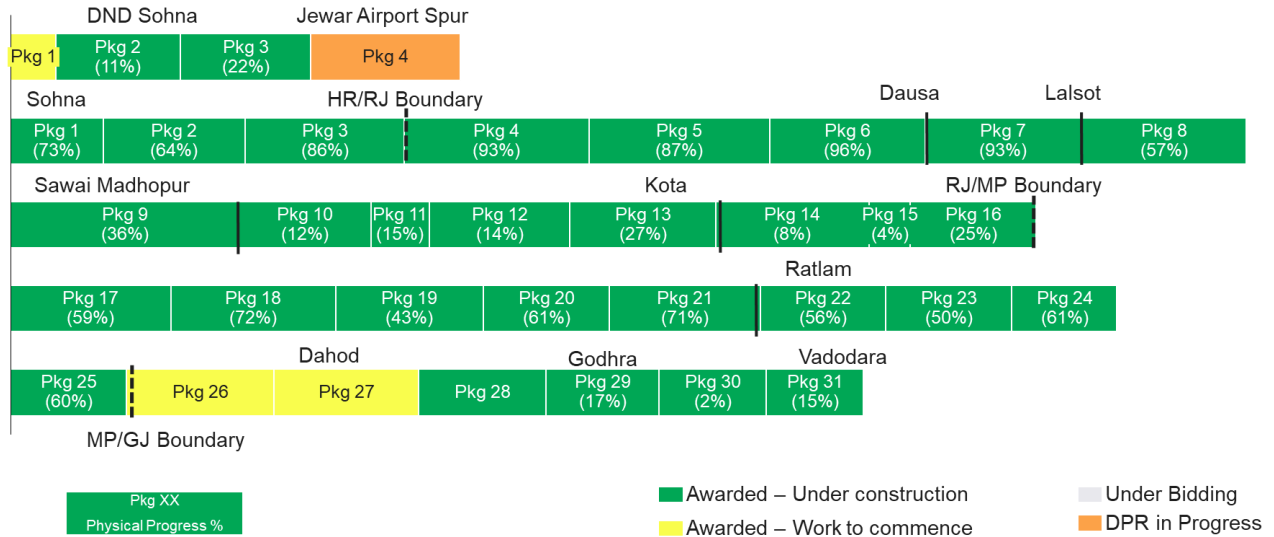 DND Sohna Jewar Airport Spur
Pkg 1 Pkg 2 Pkg 3 Pkg 4
(11%) (22%)
Sohna HR/RJ Boundary Dausa Lalsot
Pkg 1 Pkg 2 Pkg 3 Pkg 4 Pkg 5 Pkg 6 Pkg 7 Pkg 8
(73%) (64%) (86%) (93%) (87%) (96%) (93%) (57%)
Sawai Madhopur Kota RJ/MP Boundary
Pkg 9 Pkg 10 Pkg 11 Pkg 12 Pkg 13 Pkg 14 Pkg 15 Pkg 16
(36%) (12%) (15%) (14%) (27%) (8%) (4%) (25%)
Ratlam
Pkg 17 Pkg 18 Pkg 19 Pkg 20 Pkg 21 Pkg 22 Pkg 23 Pkg 24
(59%) (72%) (43%) (61%) (71%) (56%) (50%) (61%)
Dahod Godhra Vadodara
Pkg 25 Pkg 26 Pkg 27 Pkg 28 Pkg 29 Pkg 30 Pkg 31
(60%) (17%) (2%) (15%)
MP/GJ Boundary
Pkg XX
Physical Progress %
Awarded – Under construction
Awarded – Work to commence
Under Bidding
DPR in Progress